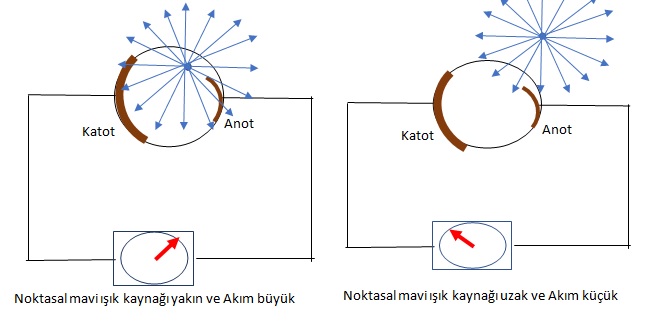 Katot
Anot
Noktasal mavi ışık kaynağı yakın ve Akım büyük
Katot
Anot
Noktasal mavi ışık kaynağı uzak ve Akım küçük